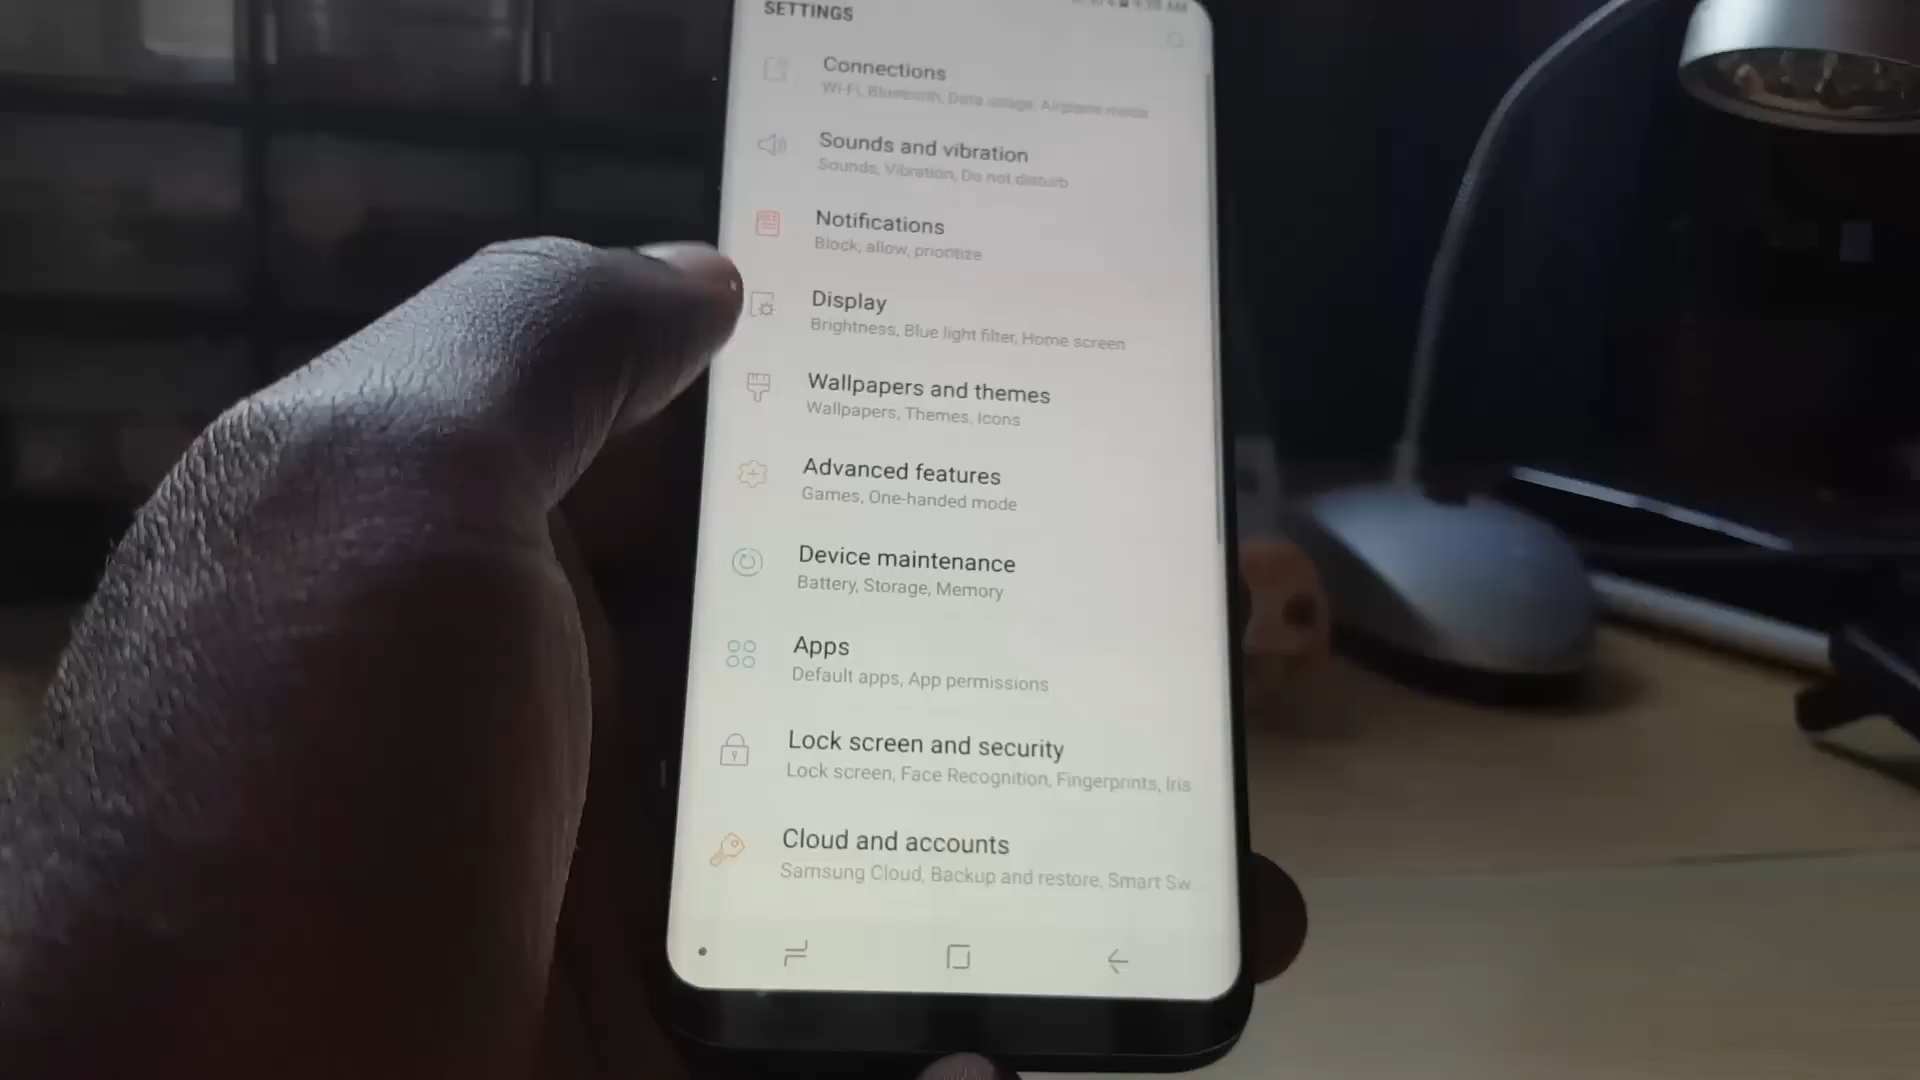 SETTINGS
Connections
Wi-Fi, Bluetooth, Data usage, Airplane mode
Sounds and vibration
Sounds, Vibration, Do not disturb
Notifications
Block, allow, prioritize
Display
Brightness, Blue light filter, Home screen
Wallpapers and themes
Wallpapers, Themes, Icons
Advanced features
Games, One-handed mode
Device maintenance
Battery, Storage, Memory
Apps
Default apps, App permissions
Lock screen and security
Lock screen, Face Recognition, Fingerprints, Iris
Cloud and accounts
Samsung Cloud, Backup and restore, Smart Sw